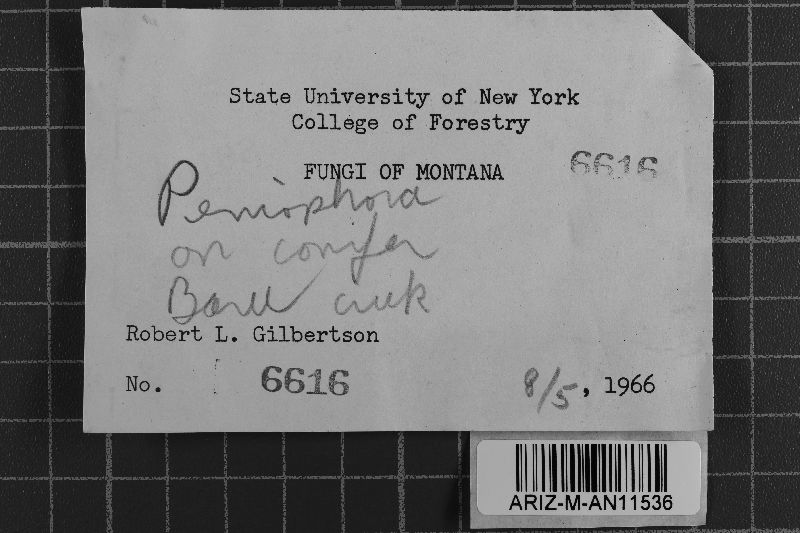 State University of New York
College of Forestry
FUNGI OF MONTANA 6616
Peniophora
on conifer
creek
Robert L. Gilbertson
No. 6616 8/5, 1966
ARIZ-M-AN11536